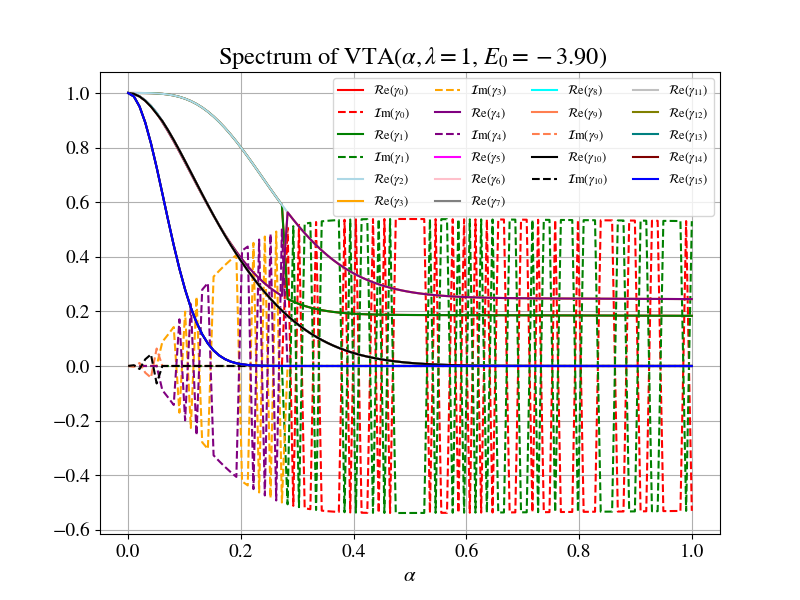 Spectrum of VTA(α, λ = 1, E₀ = −3.90)
1.0
0.8
0.6
0.4
0.2
0.0
−0.2
−0.4
−0.6
0.0 0.2 0.4 0.6 0.8 1.0
α
ℛe(γ₀) ℐm(γ₃) ℛe(γ₈) ℛe(γ₁₁)
ℐm(γ₀) ℛe(γ₄) ℛe(γ₉) ℛe(γ₁₂)
ℛe(γ₁) ℐm(γ₄) ℐm(γ₉) ℛe(γ₁₃)
ℐm(γ₁) ℛe(γ₅) ℛe(γ₁₀) ℛe(γ₁₄)
ℛe(γ₂) ℛe(γ₆) ℐm(γ₁₀) ℛe(γ₁₅)
ℛe(γ₃) ℛe(γ₇)